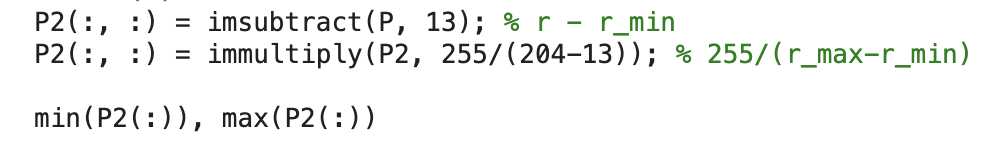 P2(:, :) = imsubtract(P, 13); % r - r_min
P2(:, :) = immultiply(P2, 255/(204-13)); % 255/(r_max-r_min)
min(P2(:)), max(P2(:))